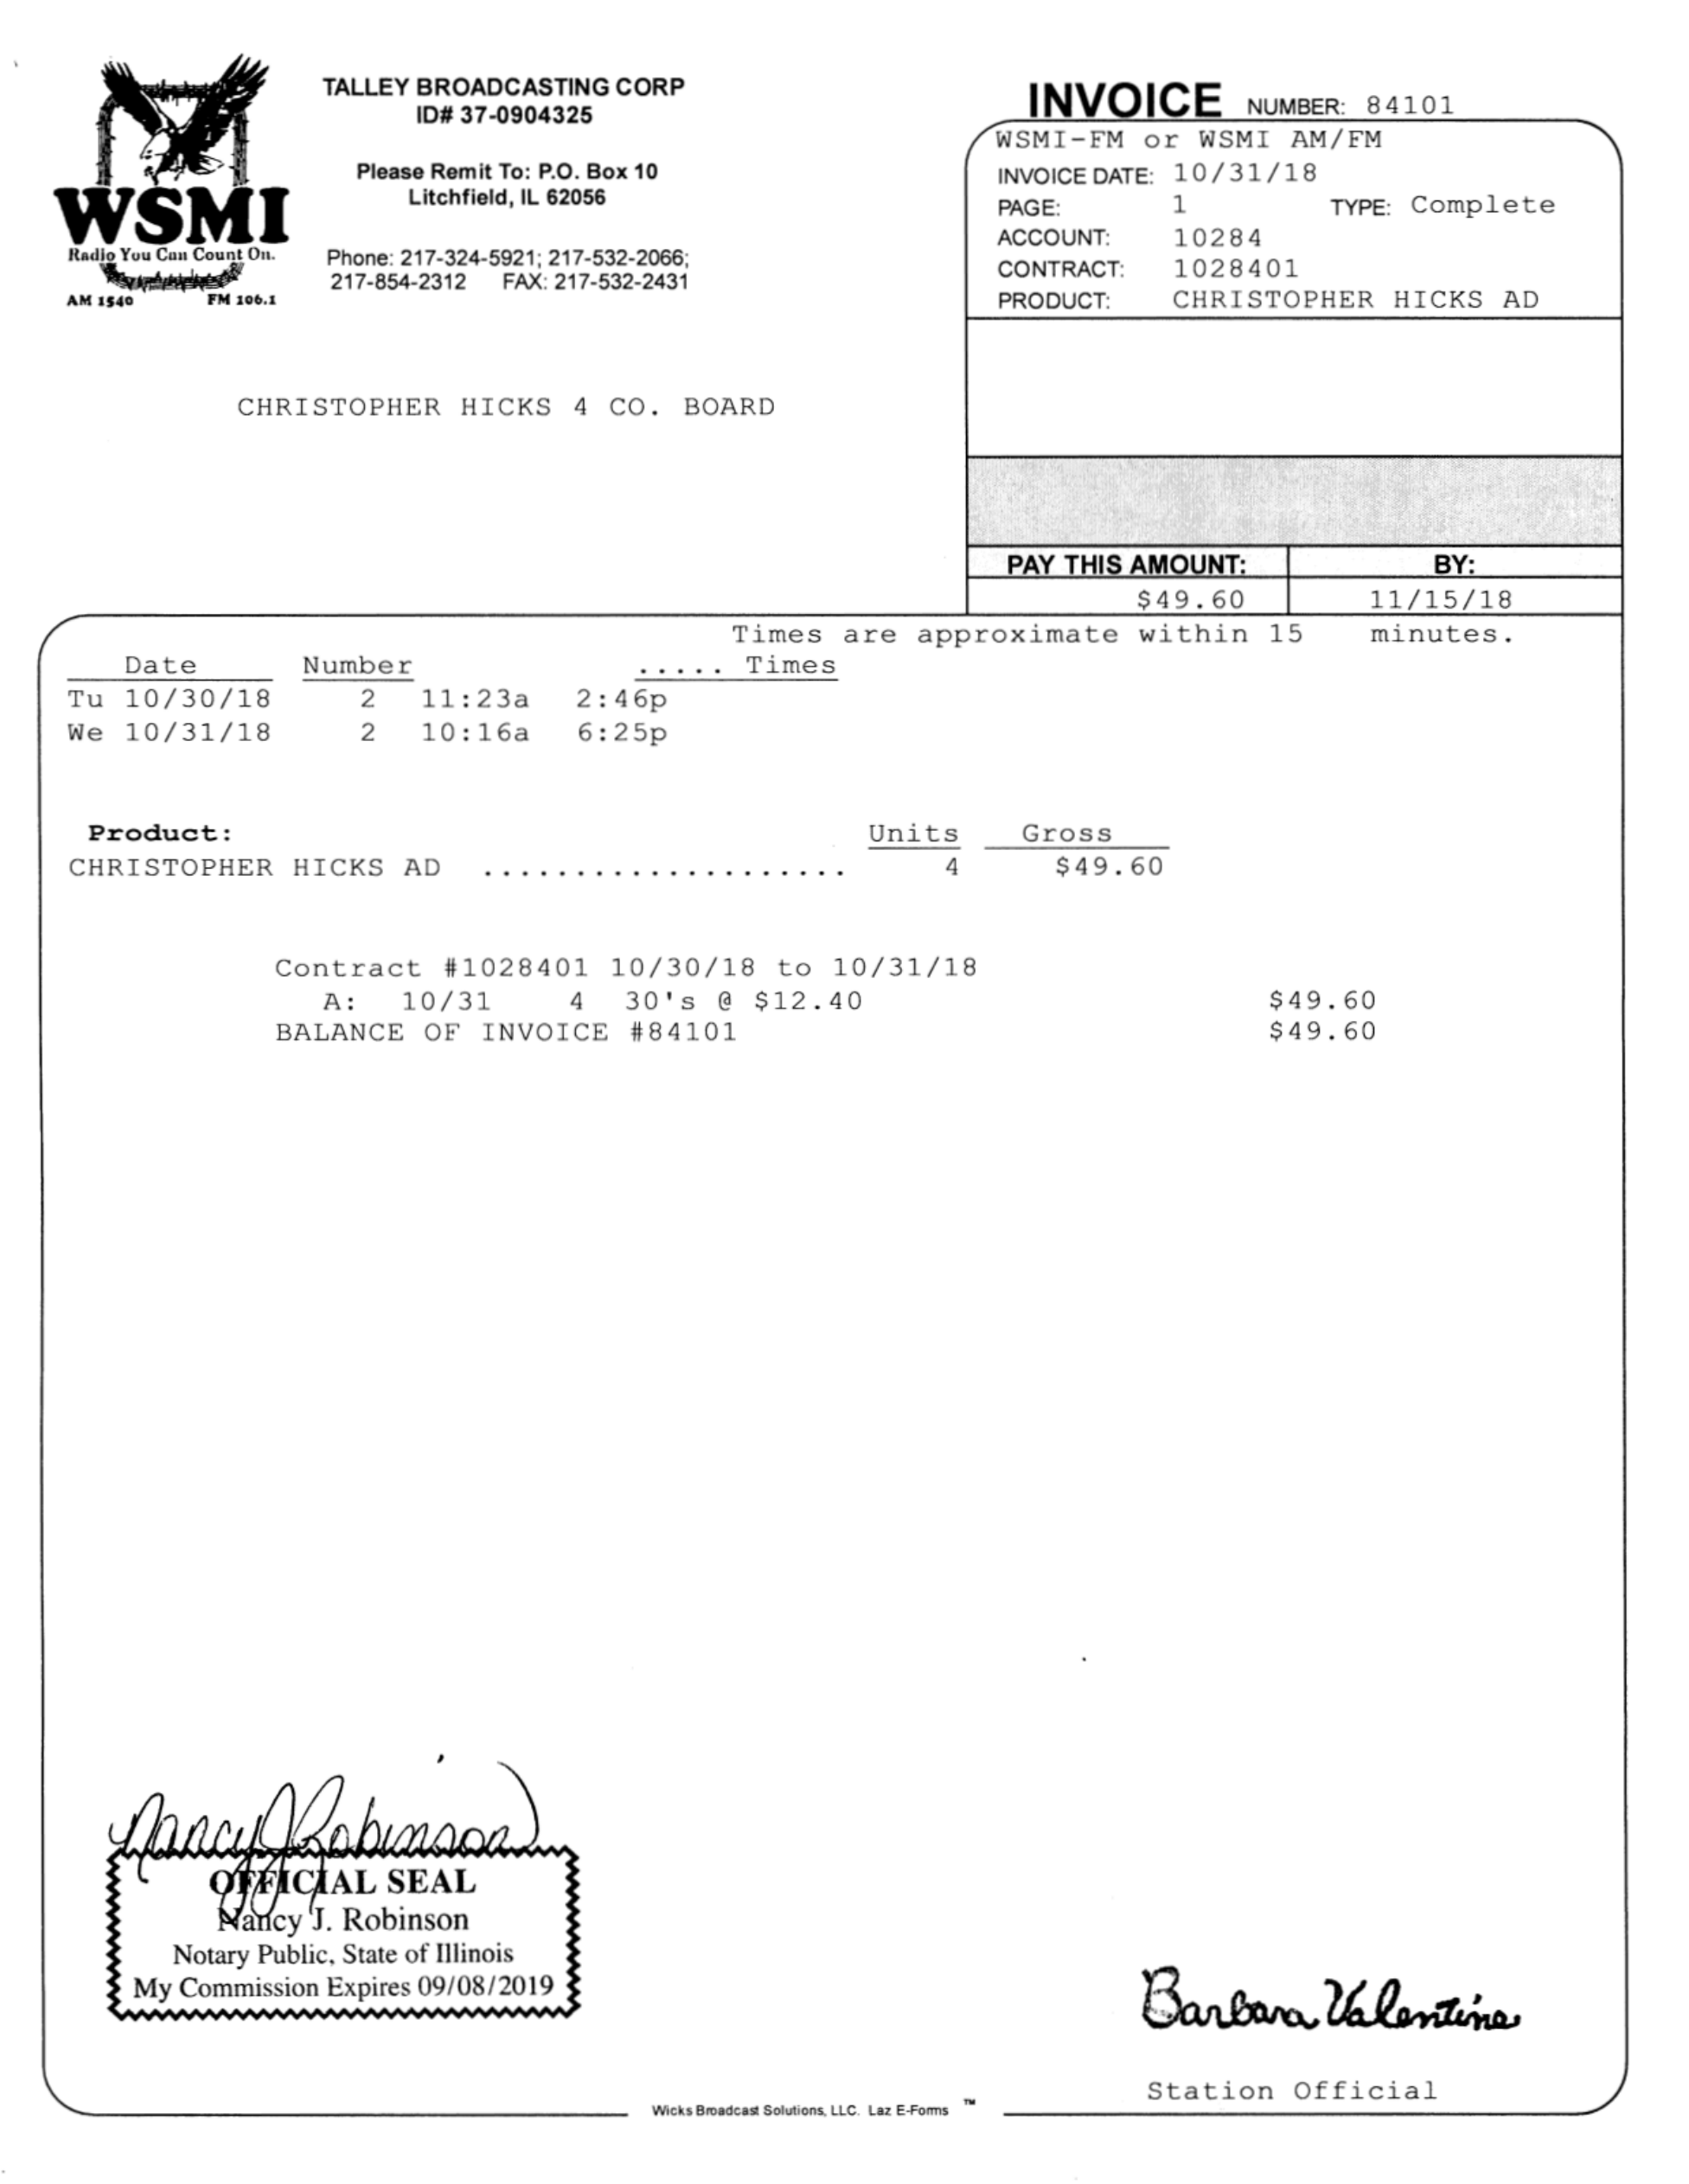 TALLEY BROADCASTING CORP
ID# 37-0904325
Please Remit To: P.O. Box 10
Litchfield, IL 62056
Phone: 217-324-5921; 217-532-2066;
217-854-2312 FAX: 217-532-2431
WSMI
Radio You Can Count On.
AM 1540 FM 106.1
INVOICE NUMBER: 84101
WSMI-FM or WSMI AM/FM
INVOICE DATE: 10/31/18
PAGE: 1 TYPE: Complete
ACCOUNT: 10284
CONTRACT: 1028401
PRODUCT: CHRISTOPHER HICKS AD
CHRISTOPHER HICKS 4 CO. BOARD
PAY THIS AMOUNT: BY:
$49.60 11/15/18
Times are approximate within 15 minutes.
Date Number ..... Times
Tu 10/30/18 2 11:23a 2:46p
We 10/31/18 2 10:16a 6:25p
Product: Units Gross
CHRISTOPHER HICKS AD .................... 4 $49.60
Contract #1028401 10/30/18 to 10/31/18
A: 10/31 4 30's @ $12.40 $49.60
BALANCE OF INVOICE #84101 $49.60
Nancy J Robinson
OFFICIAL SEAL
Nancy J. Robinson
Notary Public, State of Illinois
My Commission Expires 09/08/2019
Barbara Valentine
Station Official
Wicks Broadcast Solutions, LLC. Laz E-Forms ™